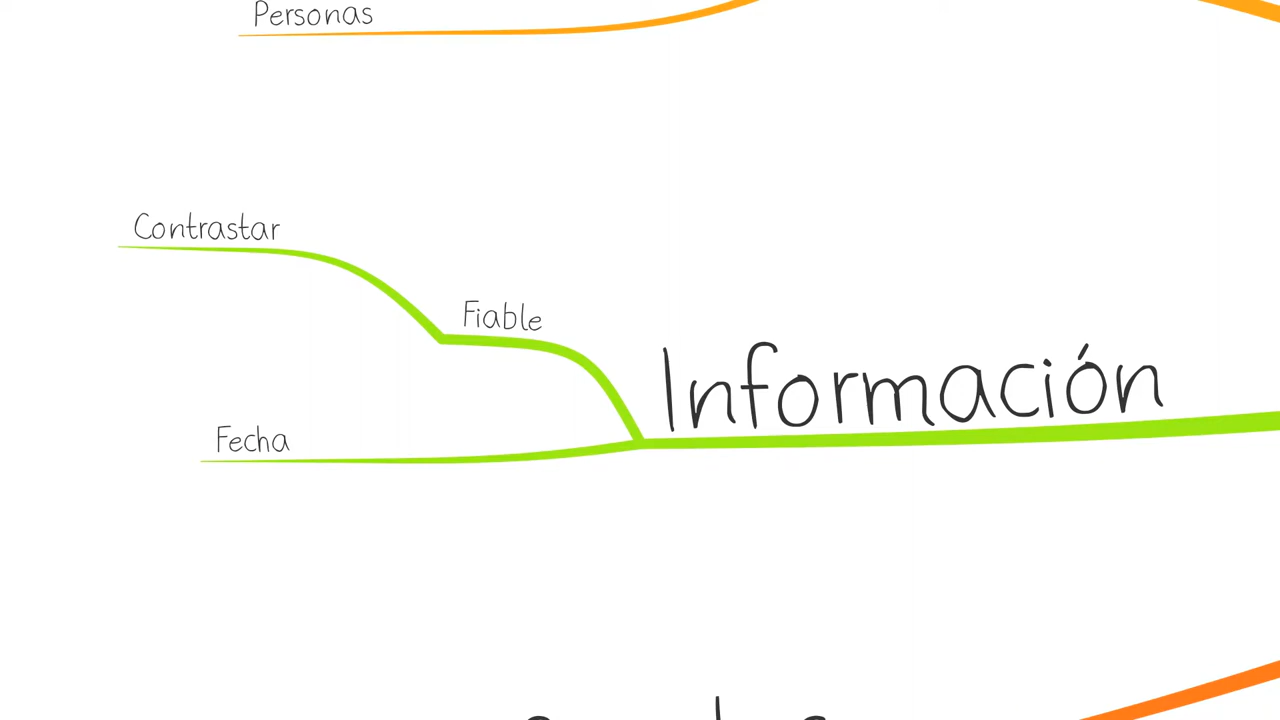 Personas
Contrastar
Fiable
Información
Fecha